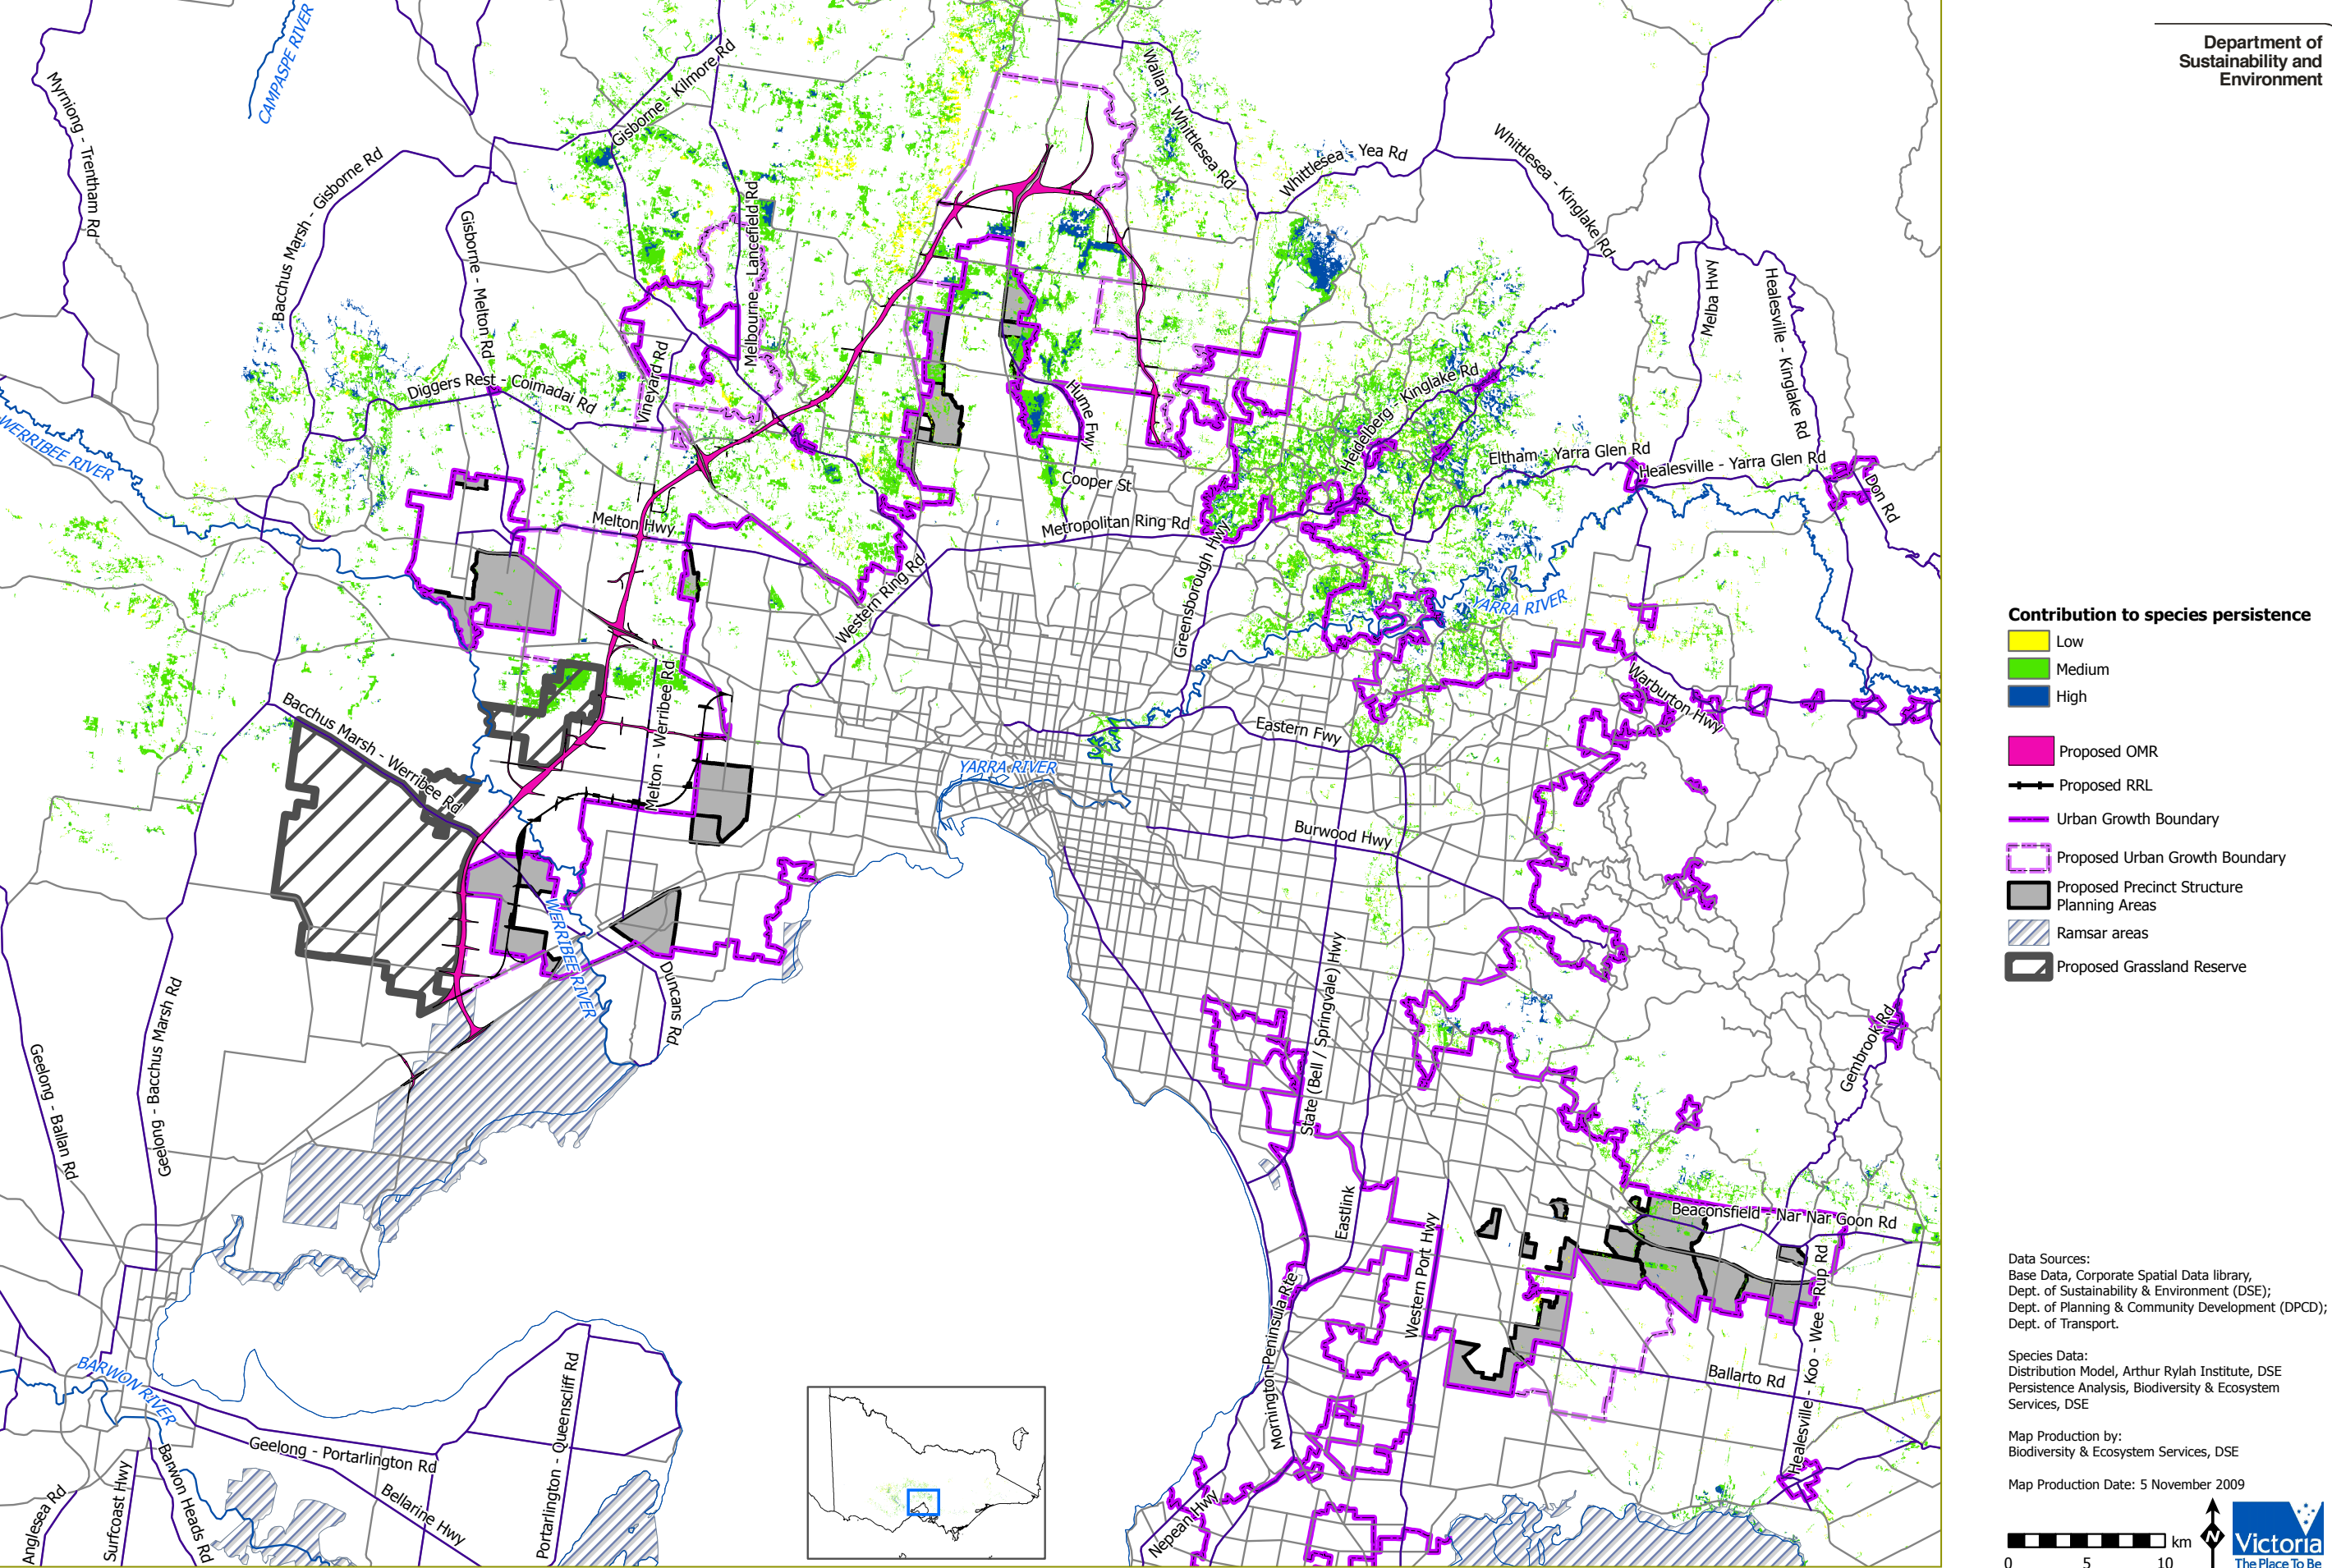 Department of
Sustainability and
Environment
CAMPASPE RIVER
Myrniong - Trentham Rd
Gisborne - Kilmore Rd
Wallan - Whittlesea Rd
Whittlesea - Yea Rd
Whittlesea - Kinglake Rd
Bacchus Marsh - Gisborne Rd
Gisborne - Melton Rd
Melbourne - Lancefield Rd
Melba Hwy
Healesville - Kinglake Rd
Diggers Rest - Coimadai Rd
Vineyard Rd
Hume Fwy
Heidelberg - Kinglake Rd
WERRIBEE RIVER
Cooper St
Eltham - Yarra Glen Rd
Healesville - Yarra Glen Rd
Don Rd
Melton Hwy
Metropolitan Ring Rd
Greensborough Hwy
Western Ring Rd
YARRA RIVER
Warburton Hwy
Melton - Werribee Rd
Bacchus Marsh - Werribee Rd
Eastern Fwy
YARRA RIVER
Burwood Hwy
WERRIBEE RIVER
Duncans Rd
State (Bell / Springvale) Hwy
Gembrook Rd
Geelong - Bacchus Marsh Rd
Geelong - Ballan Rd
Eastlink
Western Port Hwy
Beaconsfield - Nar Nar Goon Rd
Mornington Peninsula Rte
Healesville - Koo - Wee - Rup Rd
Ballarto Rd
BARWON RIVER
Geelong - Portarlington Rd
Portarlington - Queenscliff Rd
Bellarine Hwy
Barwon Heads Rd
Surfcoast Hwy
Anglesea Rd
Nepean Hwy
Contribution to species persistence
Low
Medium
High
Proposed OMR
Proposed RRL
Urban Growth Boundary
Proposed Urban Growth Boundary
Proposed Precinct Structure
Planning Areas
Ramsar areas
Proposed Grassland Reserve
Data Sources:
Base Data, Corporate Spatial Data library,
Dept. of Sustainability & Environment (DSE);
Dept. of Planning & Community Development (DPCD);
Dept. of Transport.
Species Data:
Distribution Model, Arthur Rylah Institute, DSE
Persistence Analysis, Biodiversity & Ecosystem
Services, DSE
Map Production by:
Biodiversity & Ecosystem Services, DSE
Map Production Date: 5 November 2009
km
0 5 10
N
Victoria
The Place To Be